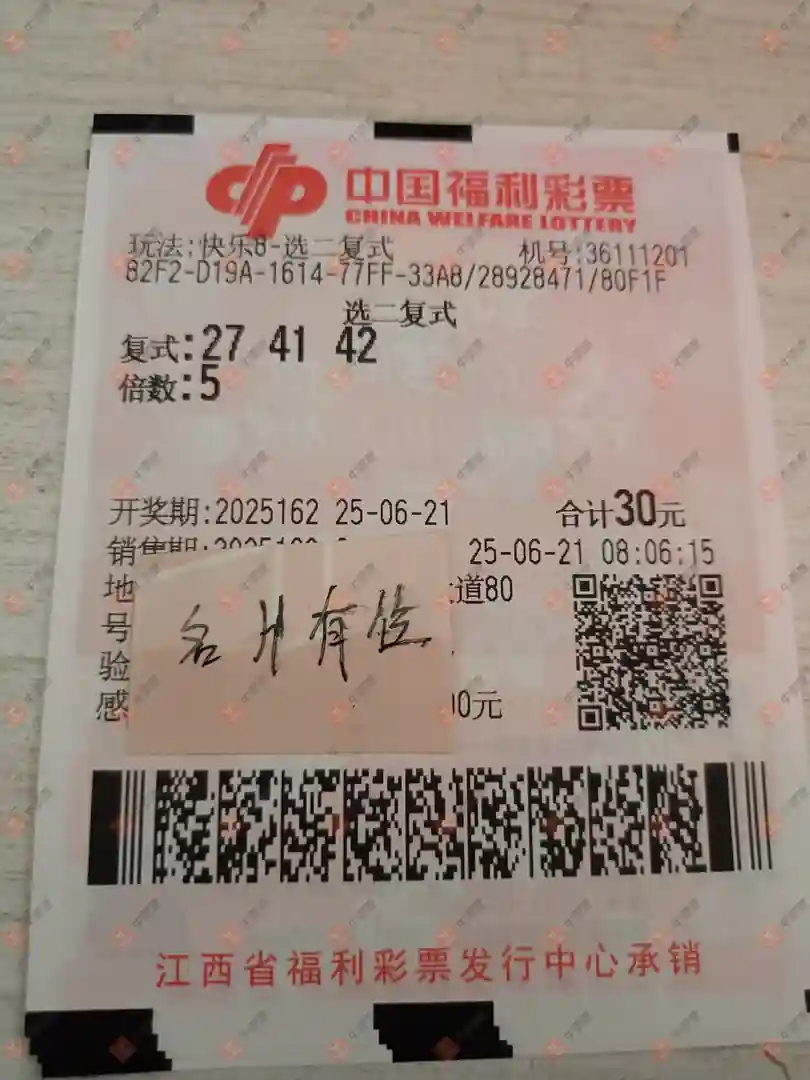 中国福利彩票
CHINA WELFARE LOTTERY
玩法:快乐8-选二复式 机号:36111201
82F2-D19A-1614-77FF-33A8/28928471/80F1F
选二复式
复式:27 41 42
倍数:5
开奖期:2025162 25-06-21 合计30元
销售期: 25-06-21 08:06:15
地 道80
号
验
感 00元
名片有位
江西省福利彩票发行中心承销